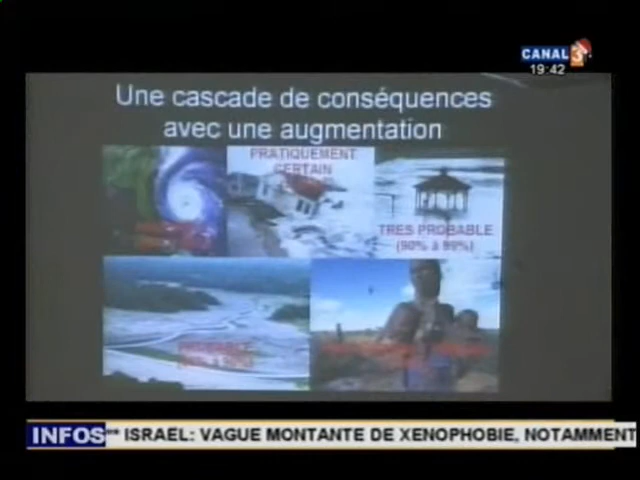 CANAL 3
19:42
Une cascade de conséquences
avec une augmentation
PRATIQUEMENT
CERTAIN
TRES PROBABLE
(90% à 99%)
INFOS
ISRAËL: VAGUE MONTANTE DE XENOPHOBIE, NOTAMMENT